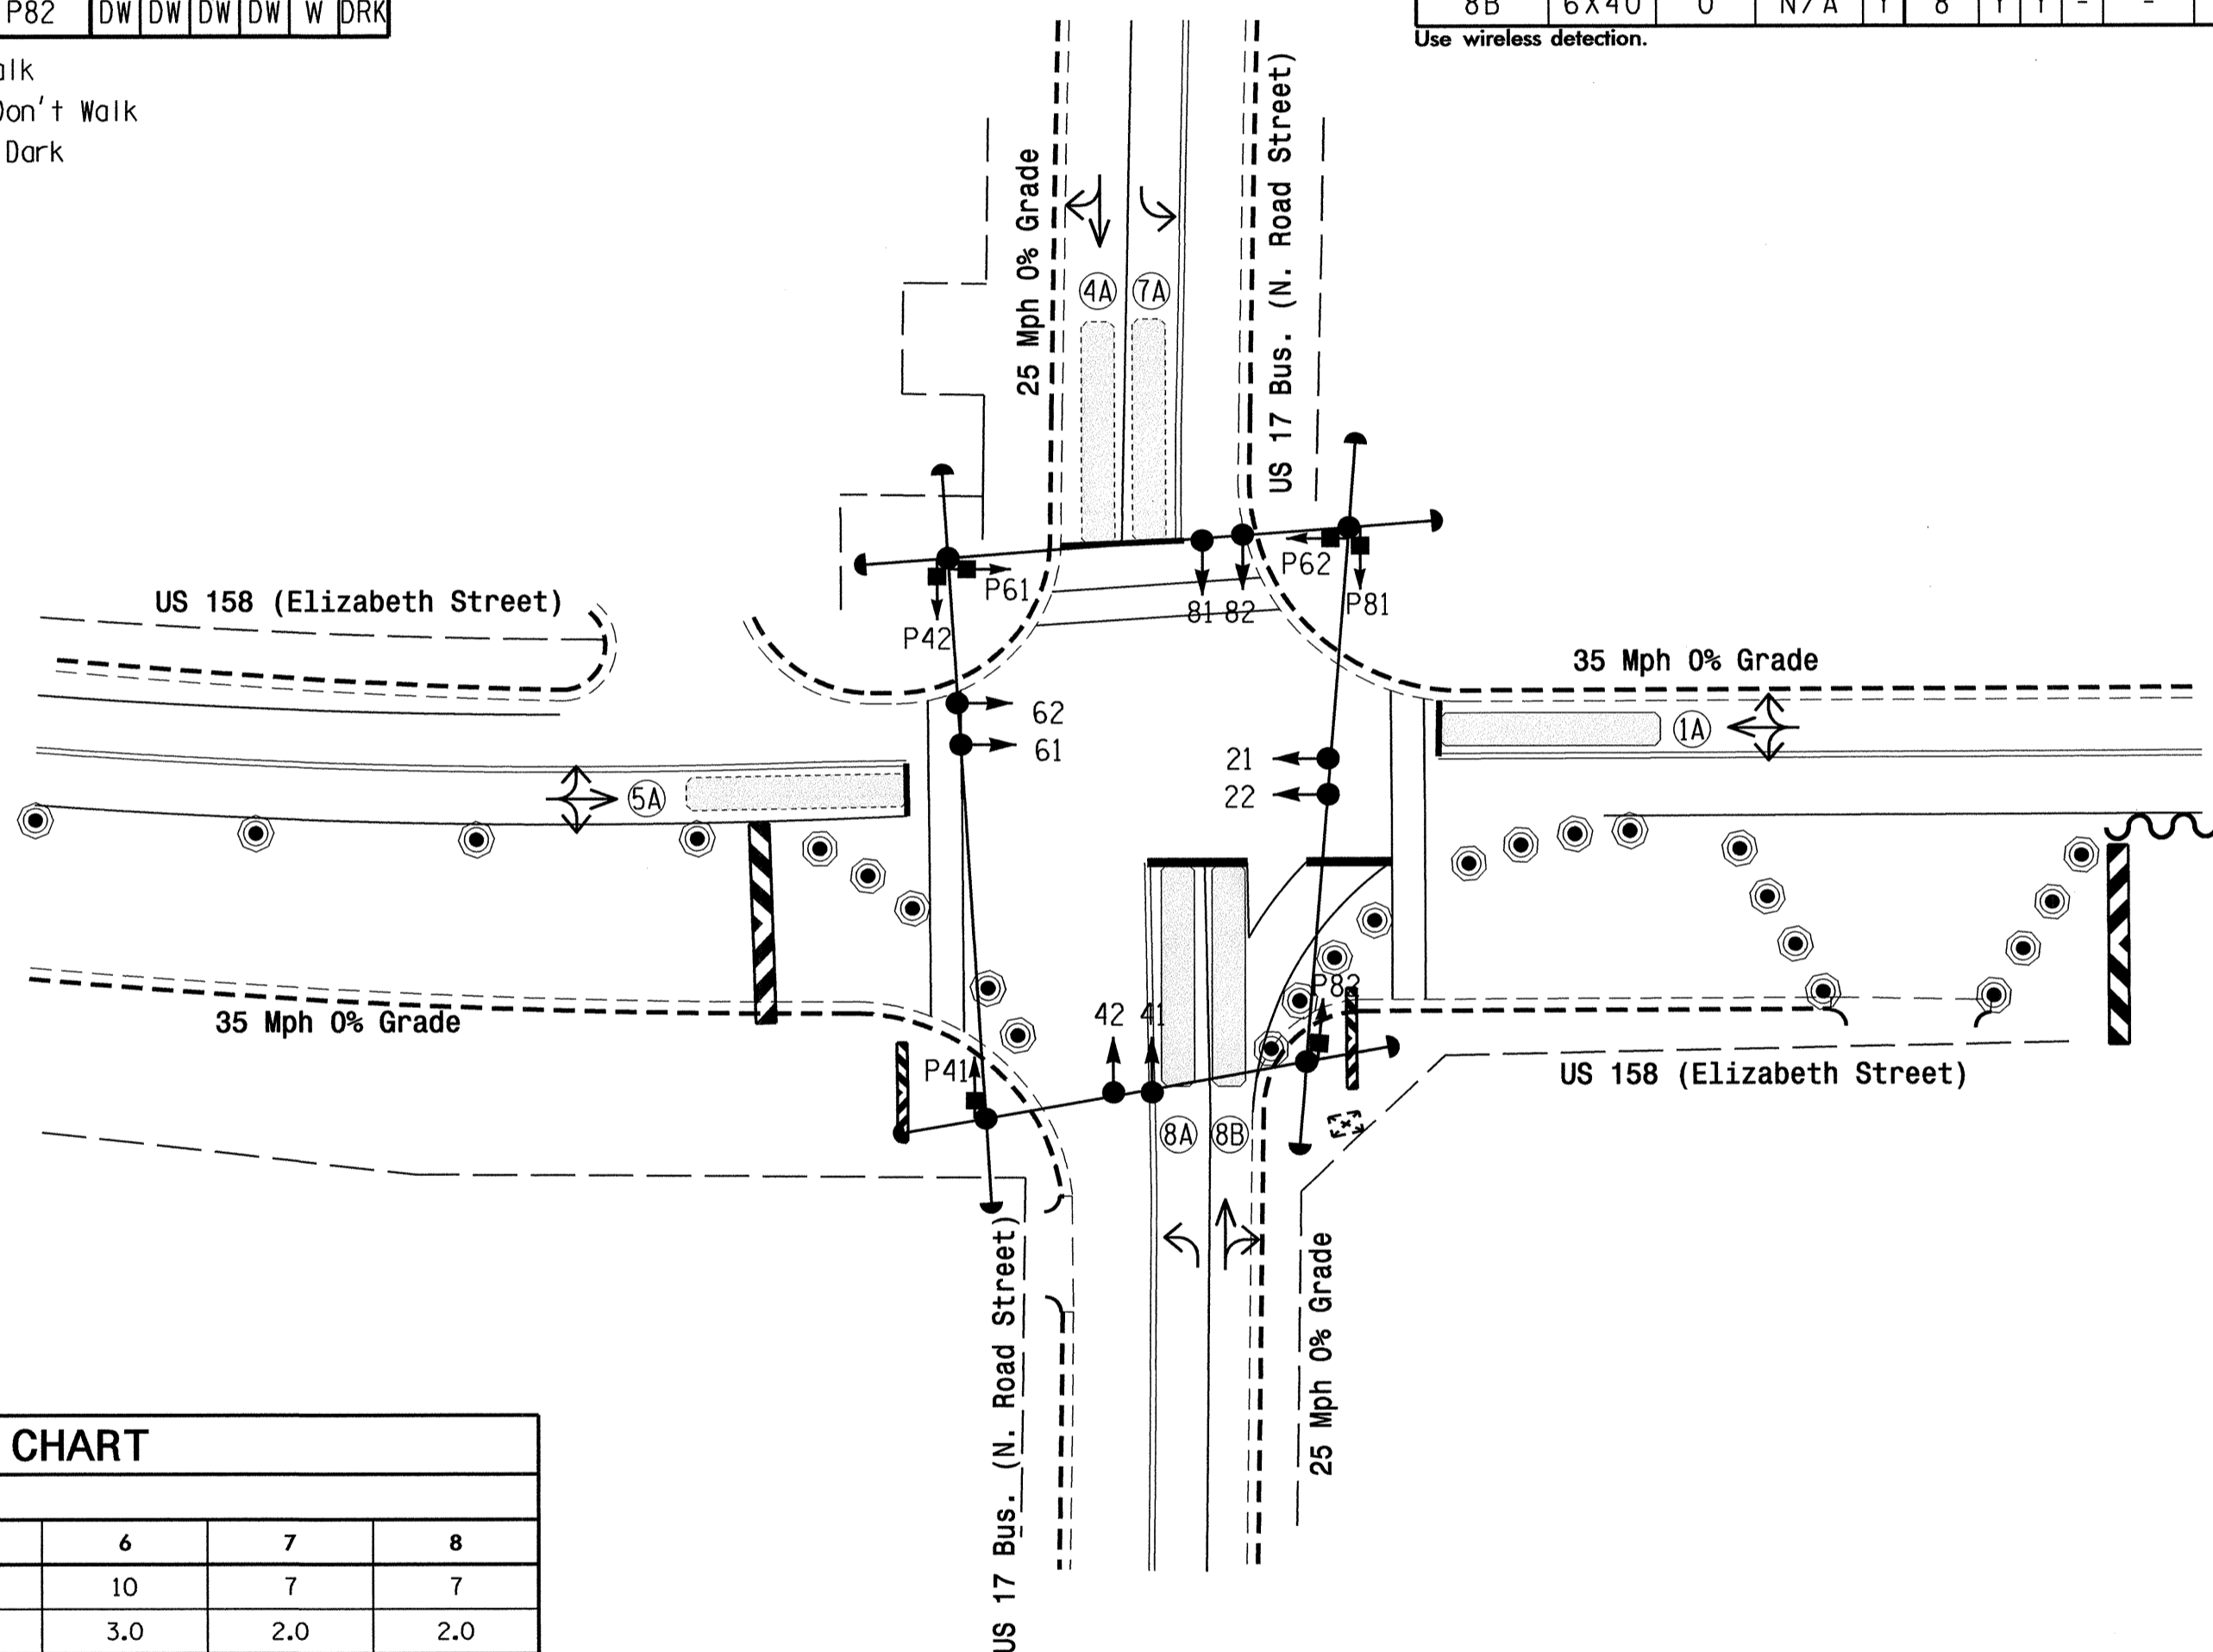 P82 DW DW DW DW W DRK
alk
Don't Walk
Dark
8B 6X40 0 N/A Y 8 Y Y - -
Use wireless detection.
25 Mph 0% Grade
US 17 Bus. (N. Road Street)
4A 7A
P61
P42
81 82
P62
P81
US 158 (Elizabeth Street)
35 Mph 0% Grade
62
61
21
22
1A
5A
35 Mph 0% Grade
42 41
P82
P41
US 158 (Elizabeth Street)
8A 8B
US 17 Bus. (N. Road Street)
25 Mph 0% Grade
CHART
6 7 8
10 7 7
3.0 2.0 2.0